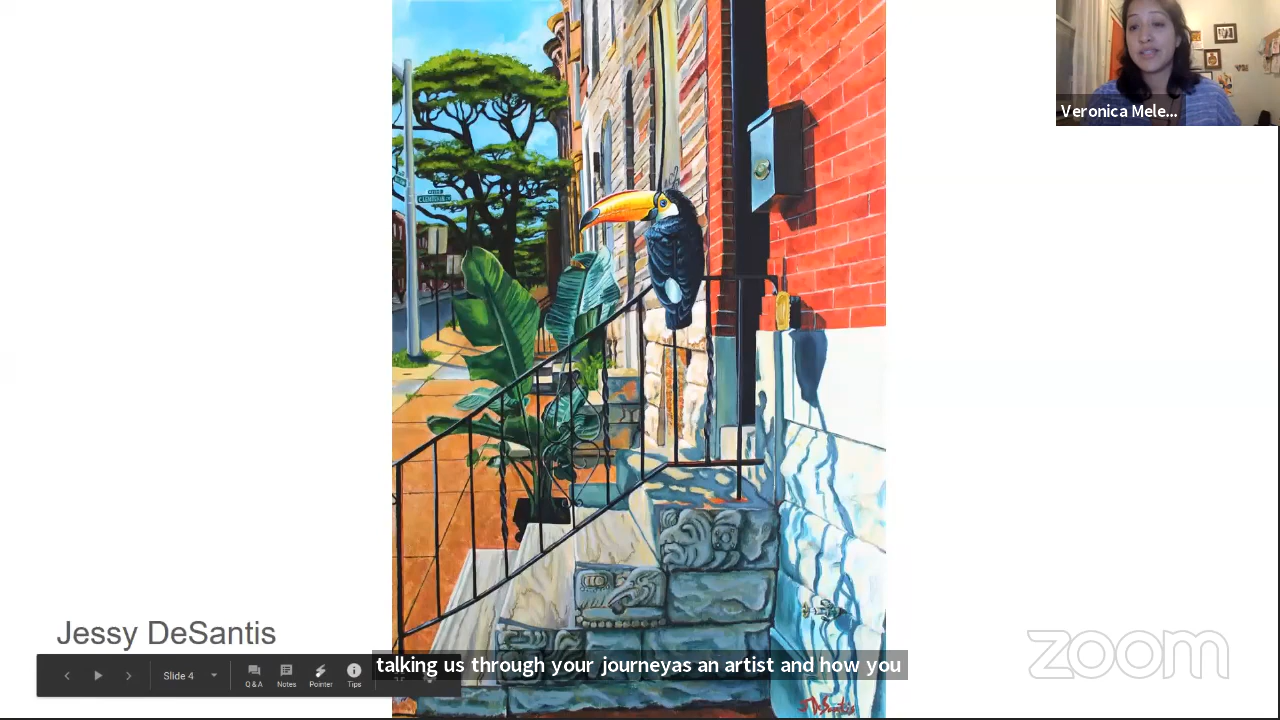 Veronica Mele...
Jessy DeSantis
Slide 4
Q & A
Notes
Pointer
Tips
talking us through your journeyas an artist and how you
zoom
JDeSantis